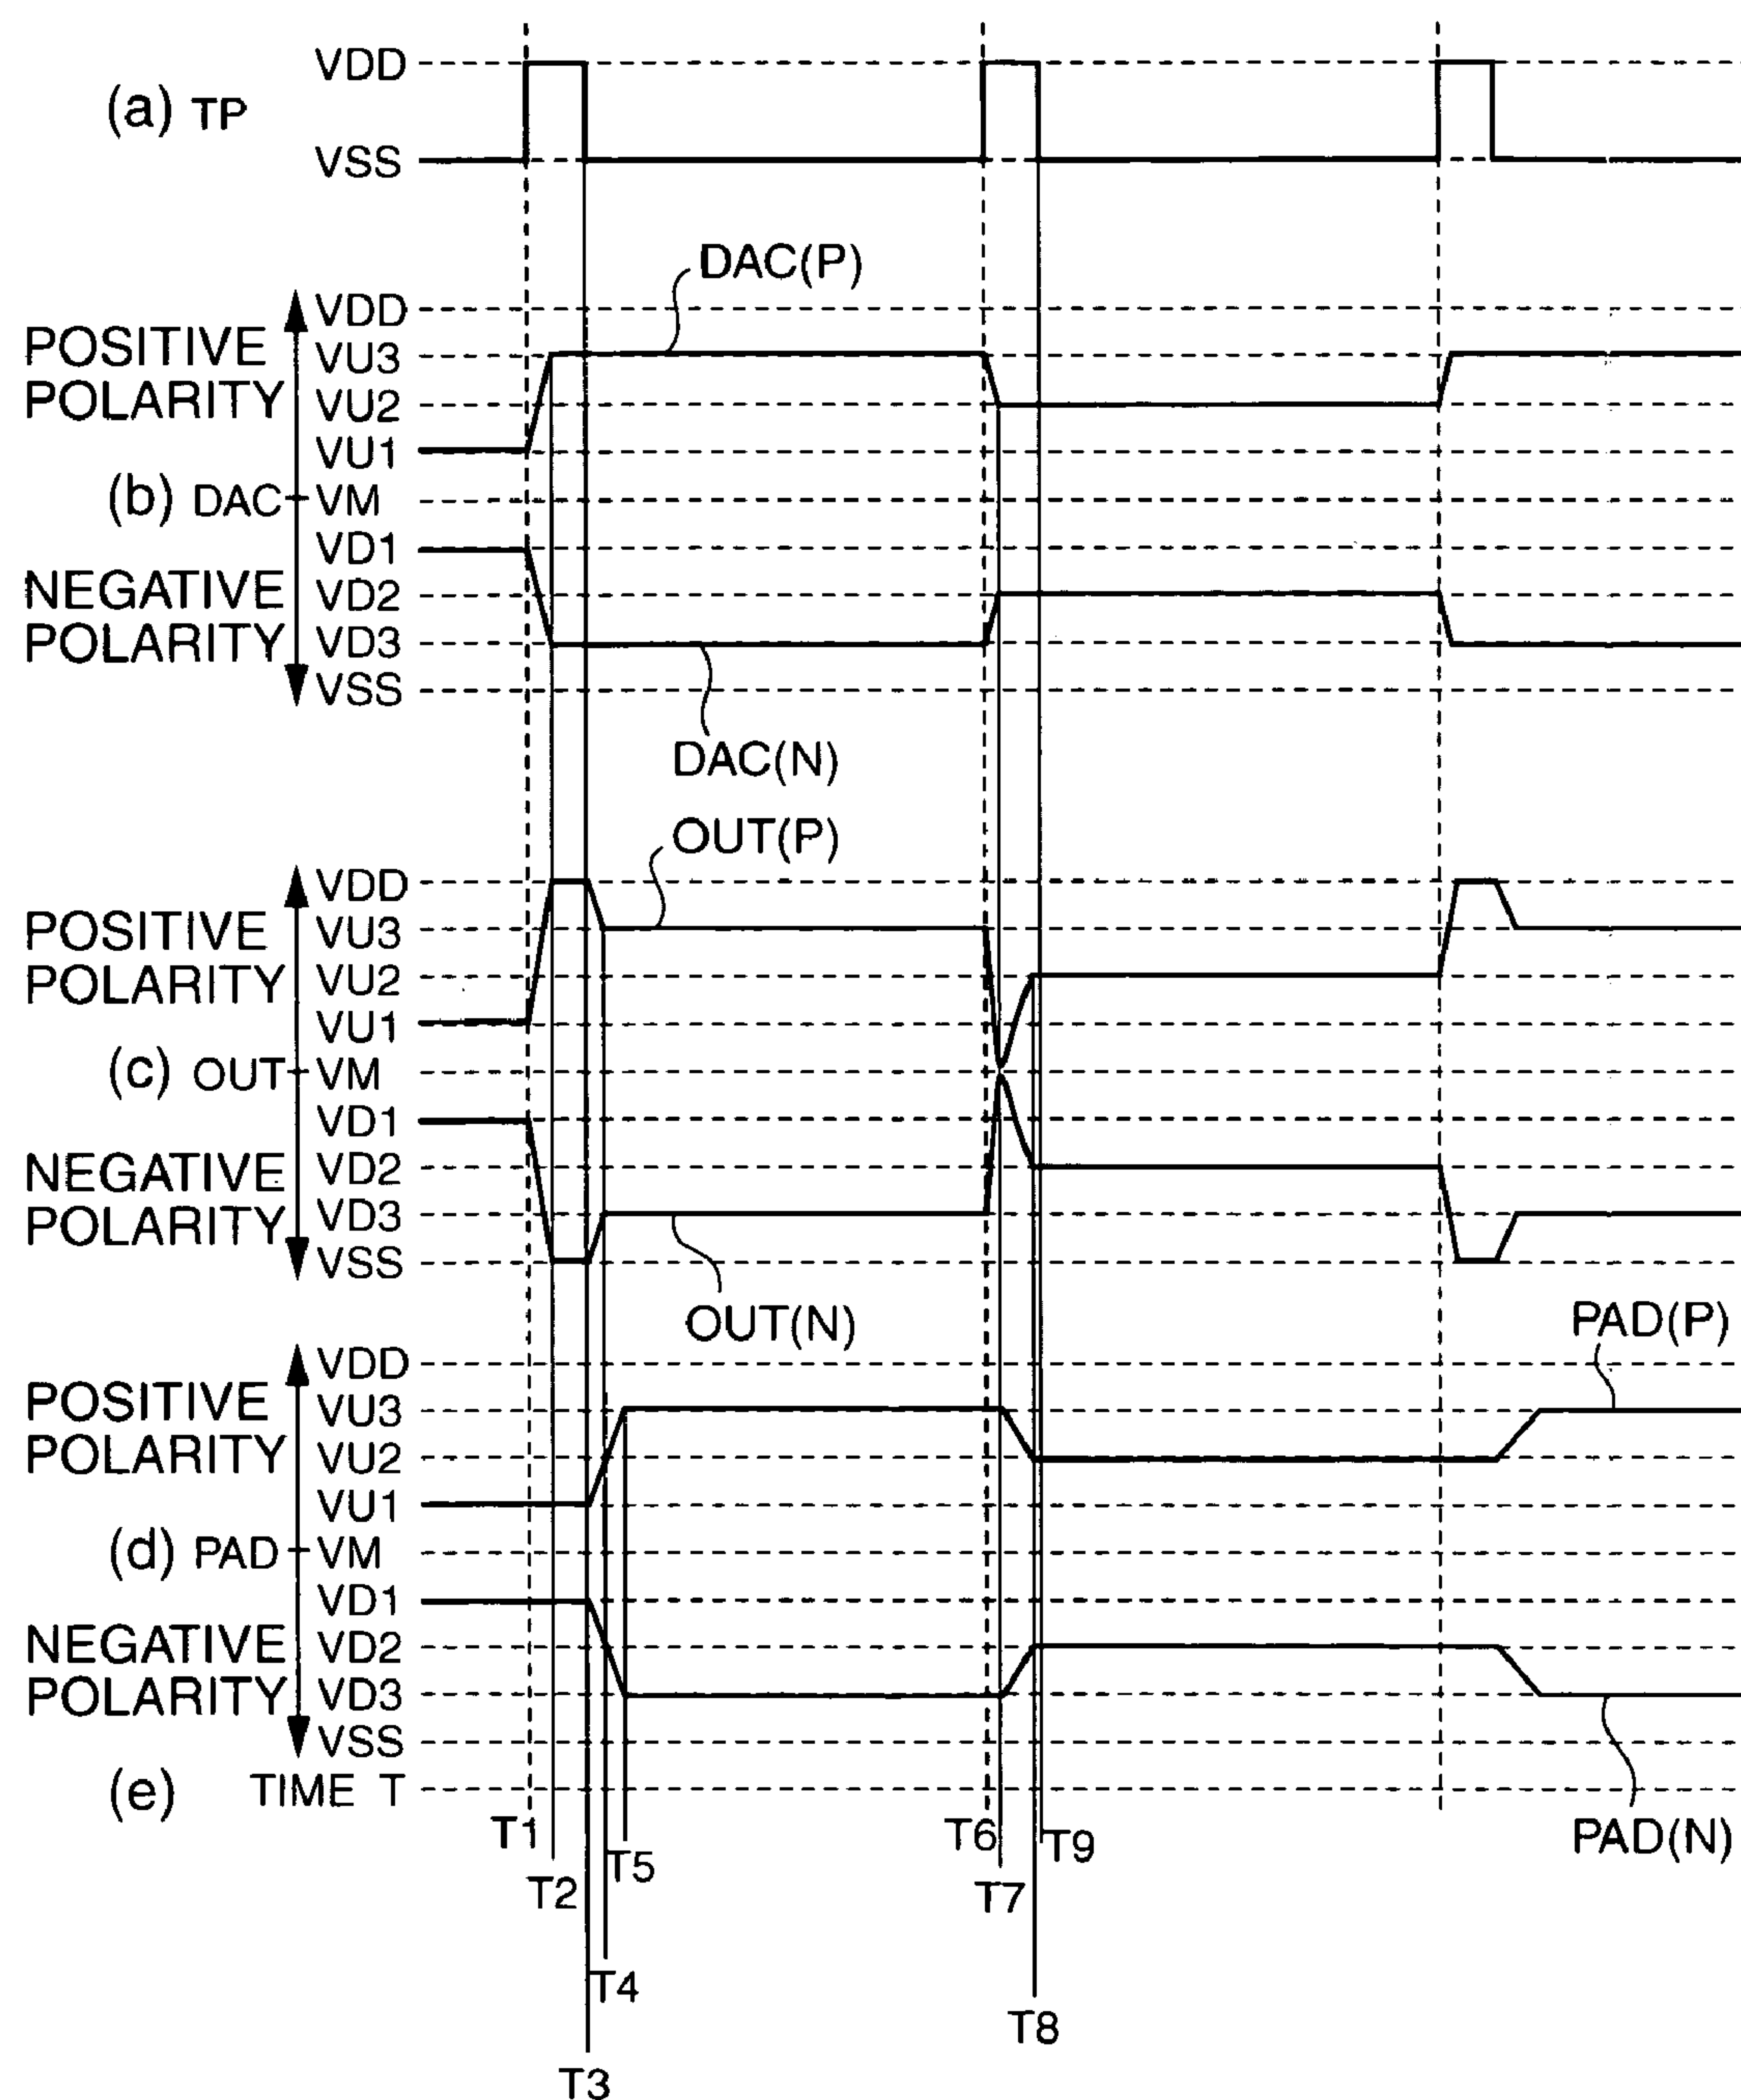 VDD
(a) TP
VSS
DAC(P)
VDD
POSITIVE
POLARITY
VU3
VU2
VU1
(b) DAC
VM
VD1
NEGATIVE
POLARITY
VD2
VD3
VSS
DAC(N)
OUT(P)
VDD
POSITIVE
POLARITY
VU3
VU2
VU1
(c) OUT
VM
VD1
NEGATIVE
POLARITY
VD2
VD3
VSS
OUT(N)
PAD(P)
VDD
POSITIVE
POLARITY
VU3
VU2
VU1
(d) PAD
VM
VD1
NEGATIVE
POLARITY
VD2
VD3
VSS
(e) TIME T
PAD(N)
T1
T2
T3
T4
T5
T6
T7
T8
T9